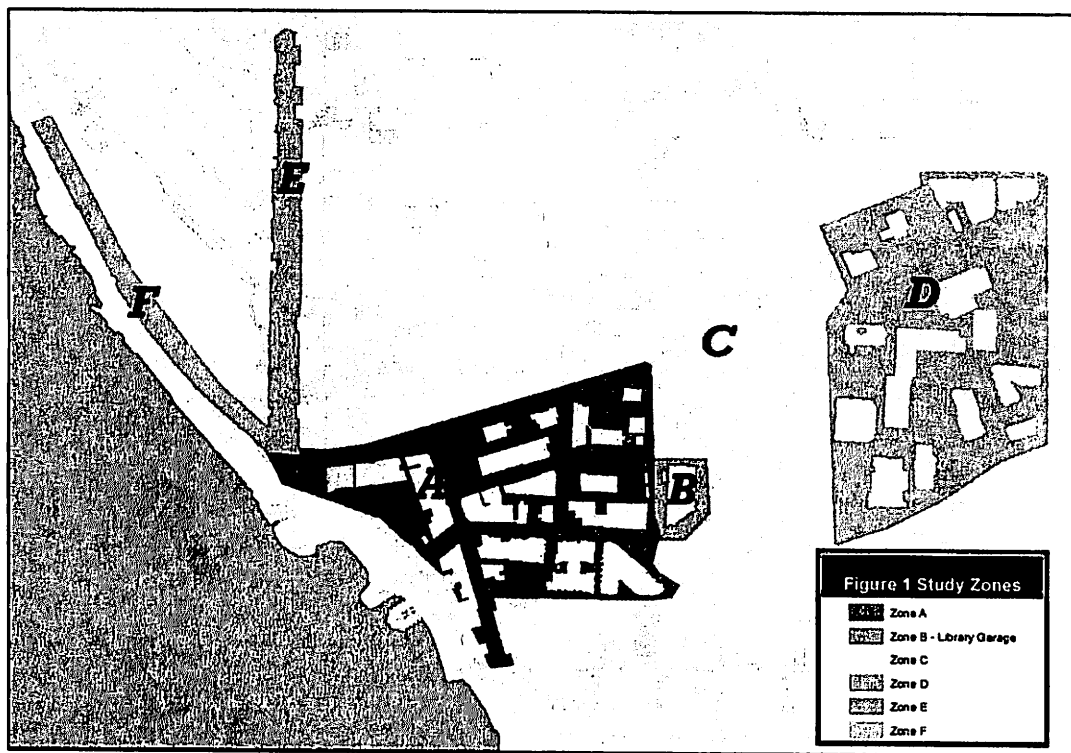 E
F
D
C
A
B
Figure 1 Study Zones
Zone A
Zone B - Library Garage
Zone C
Zone D
Zone E
Zone F